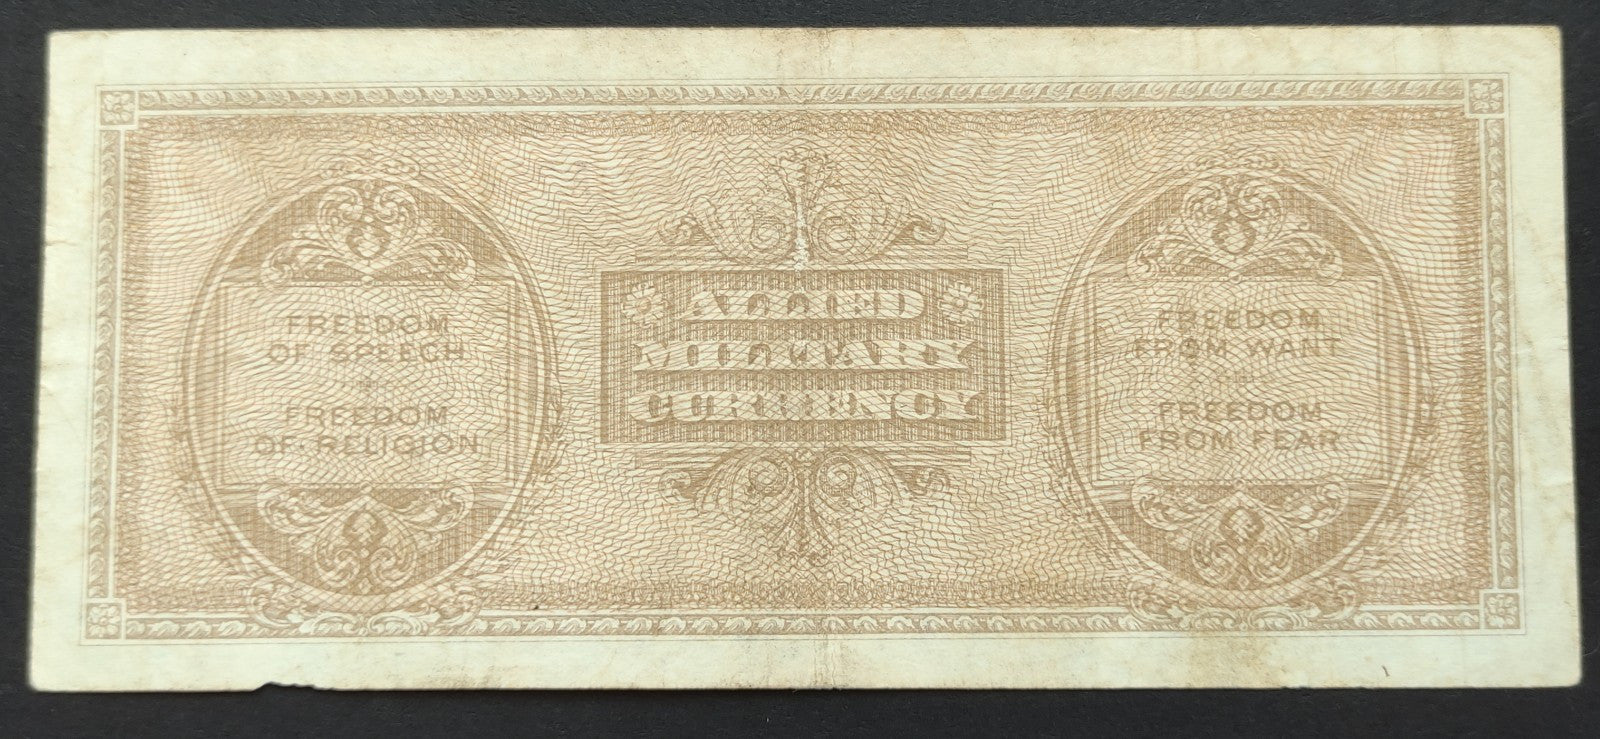 FREEDOM
OF SPEECH
FREEDOM
OF RELIGION
ALLIED
MILITARY
CURRENCY
FREEDOM
FROM WANT
FREEDOM
FROM FEAR